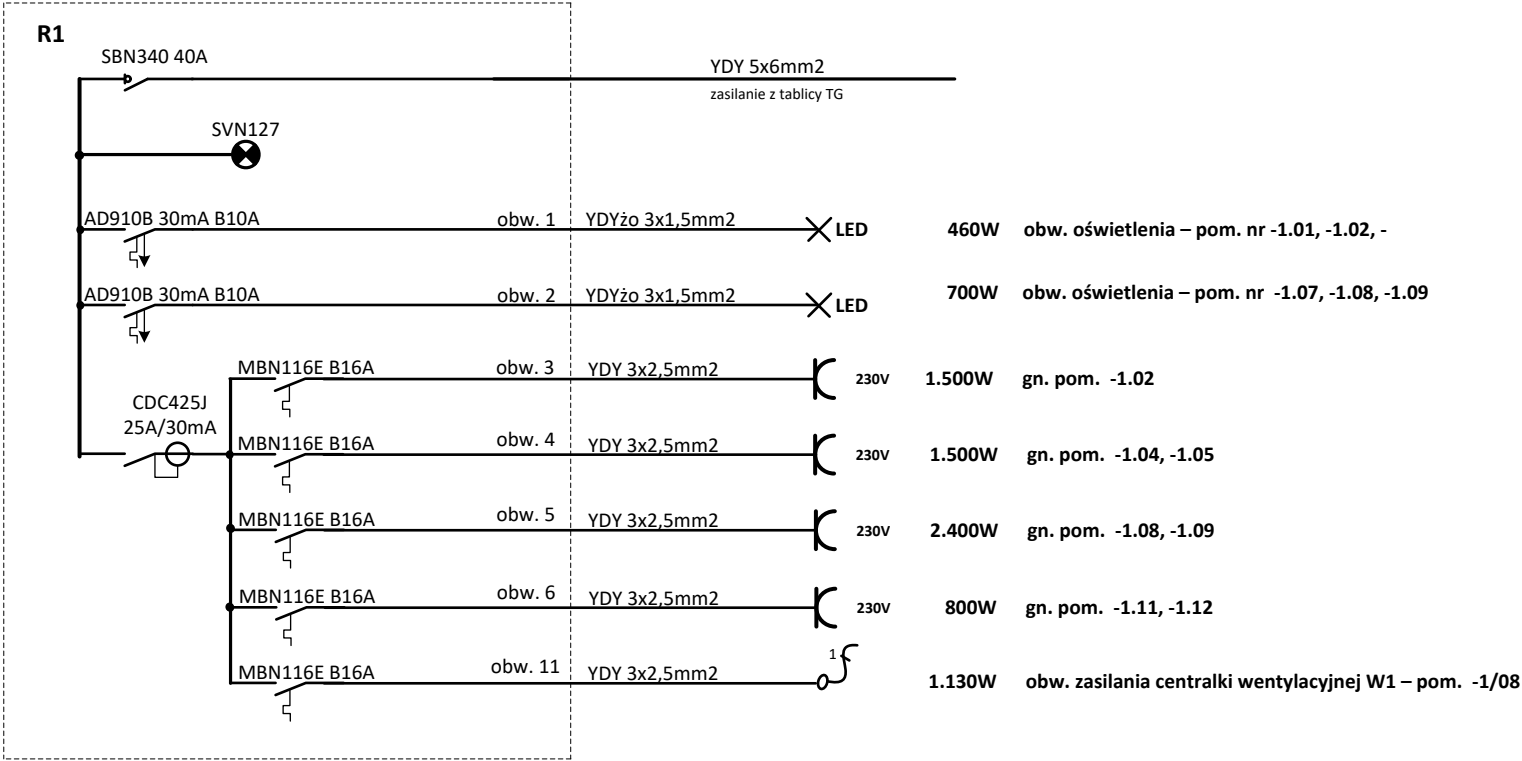 R1
SBN340 40A
YDY 5x6mm2
zasilanie z tablicy TG
SVN127
AD910B 30mA B10A obw. 1 YDYżo 3x1,5mm2 LED 460W obw. oświetlenia – pom. nr -1.01, -1.02, -
AD910B 30mA B10A obw. 2 YDYżo 3x1,5mm2 LED 700W obw. oświetlenia – pom. nr -1.07, -1.08, -1.09
MBN116E B16A obw. 3 YDY 3x2,5mm2 230V 1.500W gn. pom. -1.02
CDC425J
25A/30mA
MBN116E B16A obw. 4 YDY 3x2,5mm2 230V 1.500W gn. pom. -1.04, -1.05
MBN116E B16A obw. 5 YDY 3x2,5mm2 230V 2.400W gn. pom. -1.08, -1.09
MBN116E B16A obw. 6 YDY 3x2,5mm2 230V 800W gn. pom. -1.11, -1.12
MBN116E B16A obw. 11 YDY 3x2,5mm2 1 1.130W obw. zasilania centralki wentylacyjnej W1 – pom. -1/08